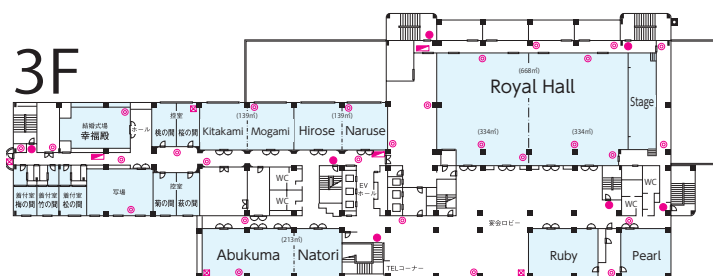 3F
(668㎡)
Royal Hall
Stage
(334㎡)
(334㎡)
結婚式場
幸福殿
ホール
控室
桃の間
桜の間
(139㎡)
(139㎡)
Kitakami
Mogami
Hirose
Naruse
着付室
梅の間
着付室
竹の間
着付室
松の間
写場
控室
菊の間
萩の間
WC
WC
EV
ホール
WC
WC
宴会ロビー
(213㎡)
Abukuma
Natori
TELコーナー
Ruby
Pearl